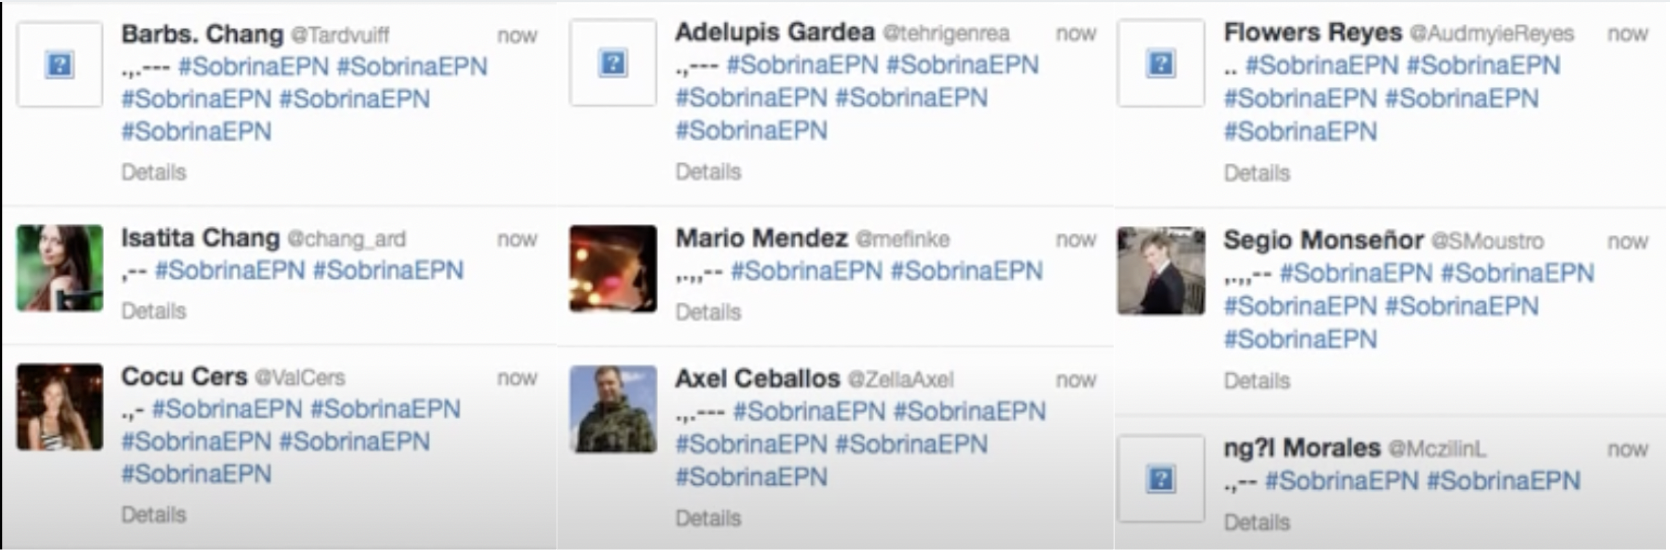 Barbs. Chang @Tardvuiff now
.,.--- #SobrinaEPN #SobrinaEPN
#SobrinaEPN #SobrinaEPN
#SobrinaEPN
Details
Isatita Chang @chang_ard now
,-- #SobrinaEPN #SobrinaEPN
Details
Cocu Cers @ValCers now
.,- #SobrinaEPN #SobrinaEPN
#SobrinaEPN #SobrinaEPN
#SobrinaEPN
Details
Adelupis Gardea @tehrigenrea now
.,--- #SobrinaEPN #SobrinaEPN
#SobrinaEPN #SobrinaEPN
#SobrinaEPN
Details
Mario Mendez @mefinke now
,.,,-- #SobrinaEPN #SobrinaEPN
Details
Axel Ceballos @ZellaAxel now
.,.--- #SobrinaEPN #SobrinaEPN
#SobrinaEPN #SobrinaEPN
#SobrinaEPN
Details
Flowers Reyes @AudmyieReyes now
.. #SobrinaEPN #SobrinaEPN
#SobrinaEPN #SobrinaEPN
#SobrinaEPN
Details
Segio Monseñor @SMoustro now
,.,,-- #SobrinaEPN #SobrinaEPN
#SobrinaEPN #SobrinaEPN
#SobrinaEPN
Details
ng?l Morales @MczilinL now
.,-- #SobrinaEPN #SobrinaEPN
Details